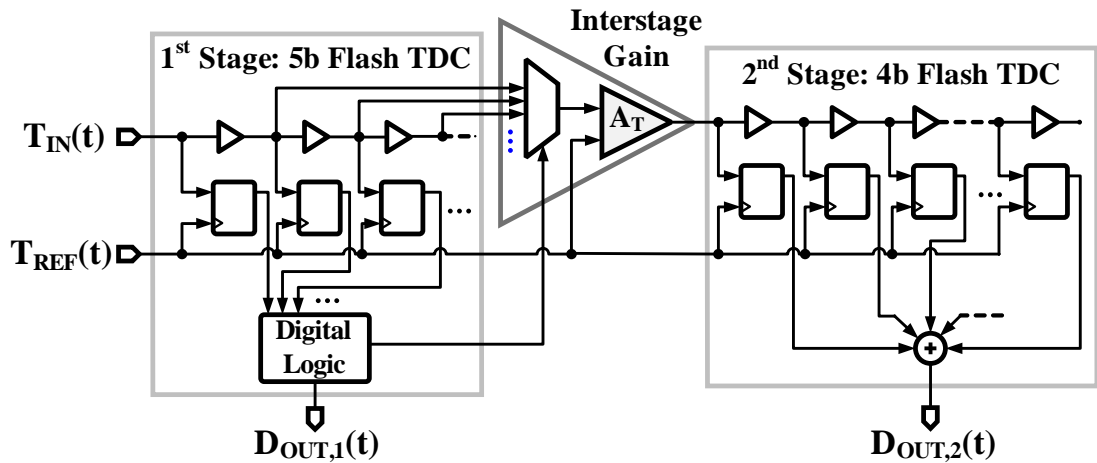 Interstage
Gain
1st Stage: 5b Flash TDC
2nd Stage: 4b Flash TDC
TIN(t)
AT
TREF(t)
Digital
Logic
+
DOUT,1(t)
DOUT,2(t)